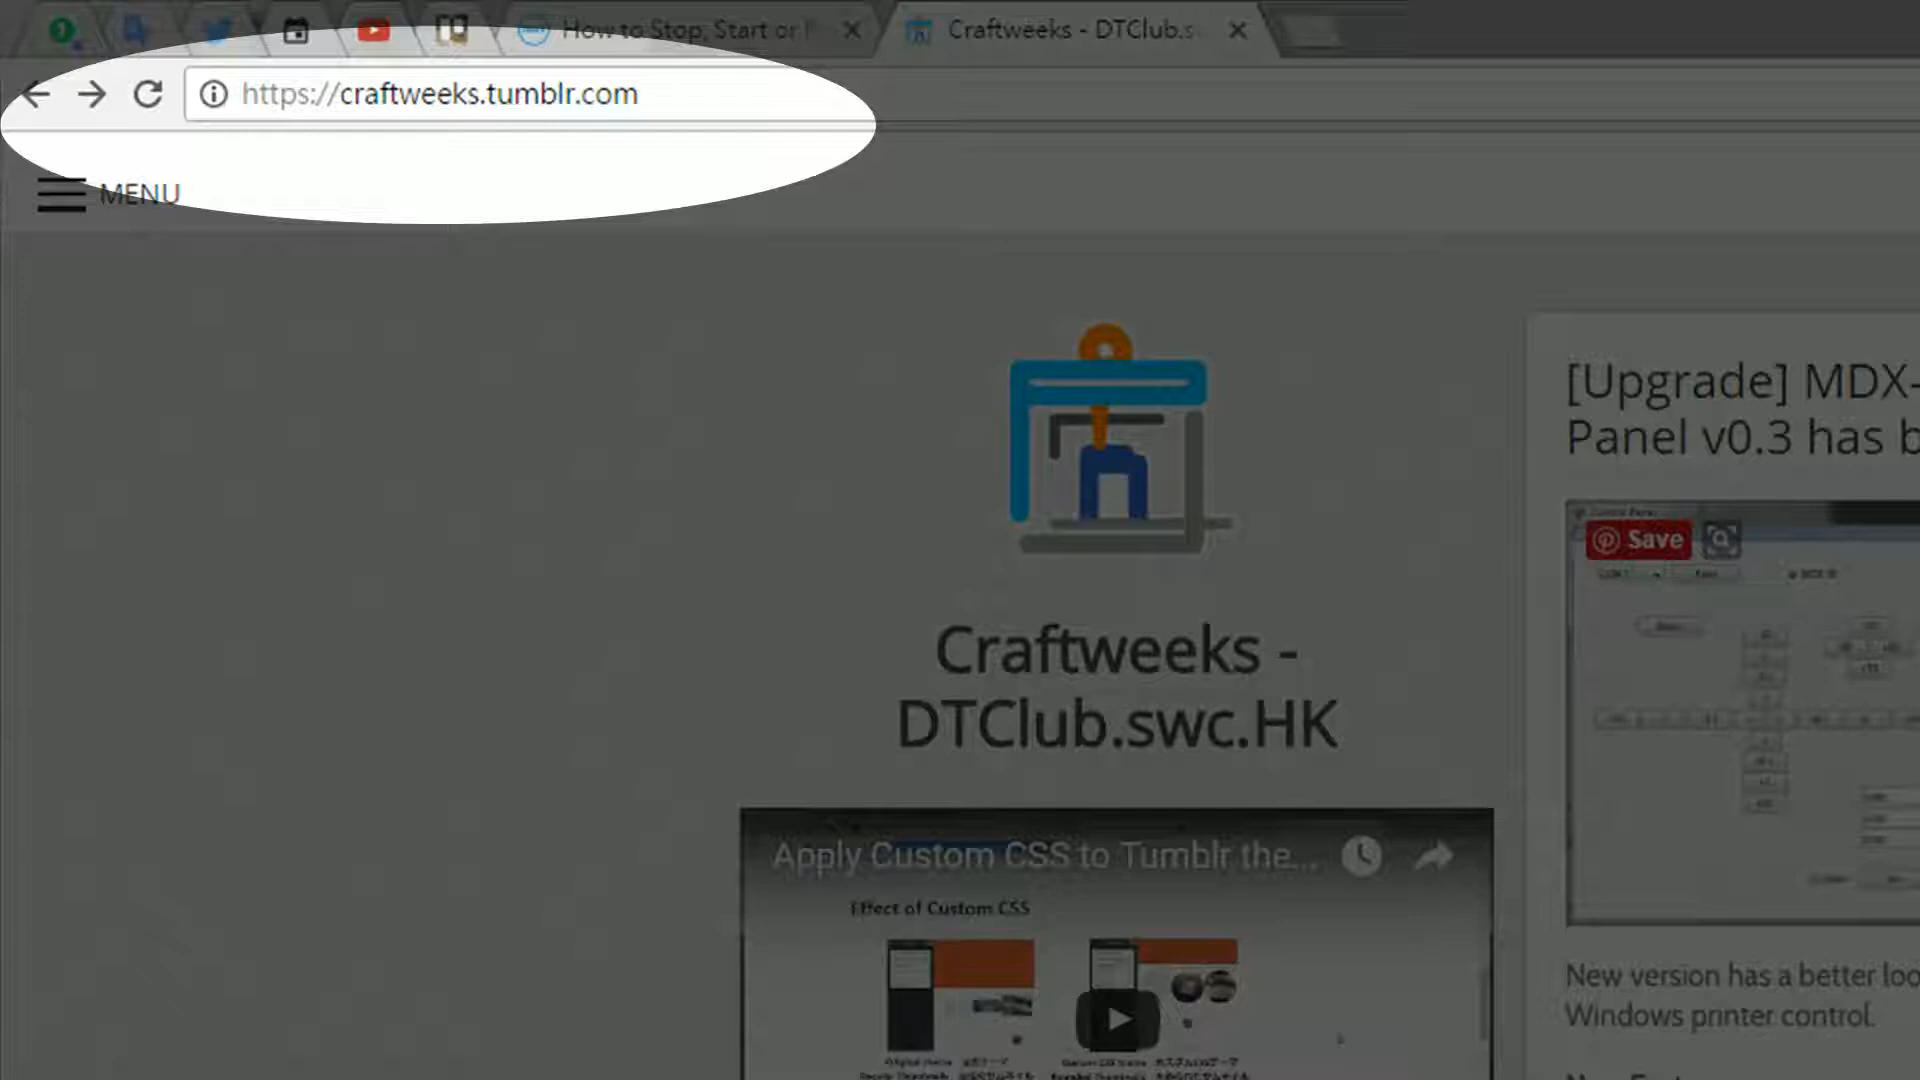 How to Stop, Start or
Craftweeks - DTClub.s
https://craftweeks.tumblr.com
MENU
[Upgrade] MDX-
Panel v0.3 has b
Save
Craftweeks -
DTClub.swc.HK
Apply Custom CSS to Tumblr the...
Effect of Custom CSS
New version has a better loo
Windows printer control.